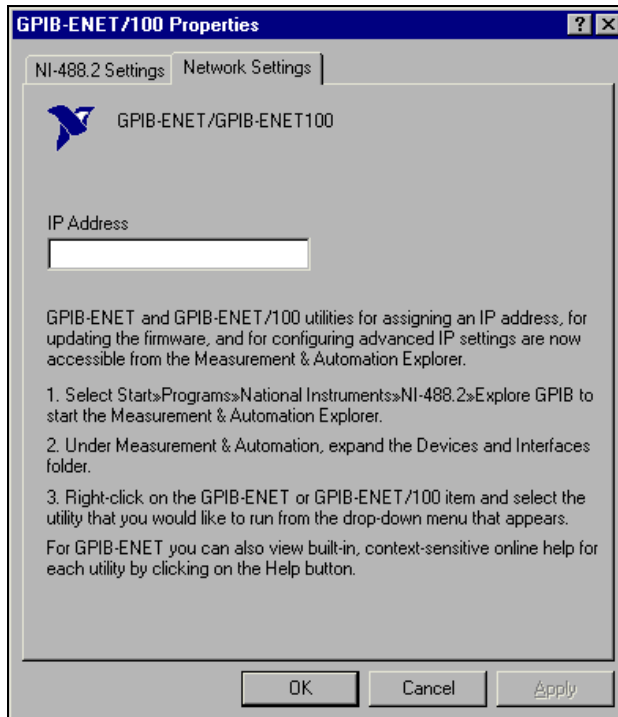 GPIB-ENET/100 Properties
NI-488.2 Settings
Network Settings
GPIB-ENET/GPIB-ENET100
IP Address
GPIB-ENET and GPIB-ENET/100 utilities for assigning an IP address, for
updating the firmware, and for configuring advanced IP settings are now
accessible from the Measurement & Automation Explorer.
1. Select Start»Programs»National Instruments»NI-488.2»Explore GPIB to
start the Measurement & Automation Explorer.
2. Under Measurement & Automation, expand the Devices and Interfaces
folder.
3. Right-click on the GPIB-ENET or GPIB-ENET/100 item and select the
utility that you would like to run from the drop-down menu that appears.
For GPIB-ENET you can also view built-in, context-sensitive online help for
each utility by clicking on the Help button.
OK
Cancel
Apply